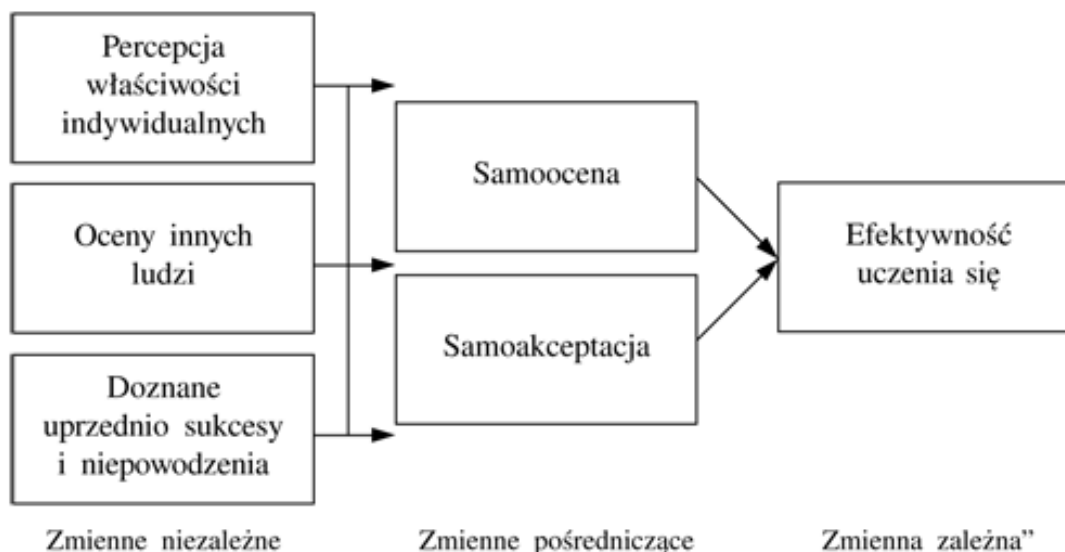 Percepcja
właściwości
indywidualnych
Oceny innych
ludzi
Doznane
uprzednio sukcesy
i niepowodzenia
Samoocena
Samoakceptacja
Efektywność
uczenia się
Zmienne niezależne
Zmienne pośredniczące
Zmienna zależna”